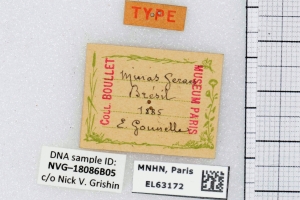 TYPE
Coll. BOULLET
Minas Geraes
Brésil
1885
E. Gounelle
MUSEUM PARIS
DNA sample ID:
NVG-18086B05
c/o Nick V. Grishin
MNHN, Paris
EL63172